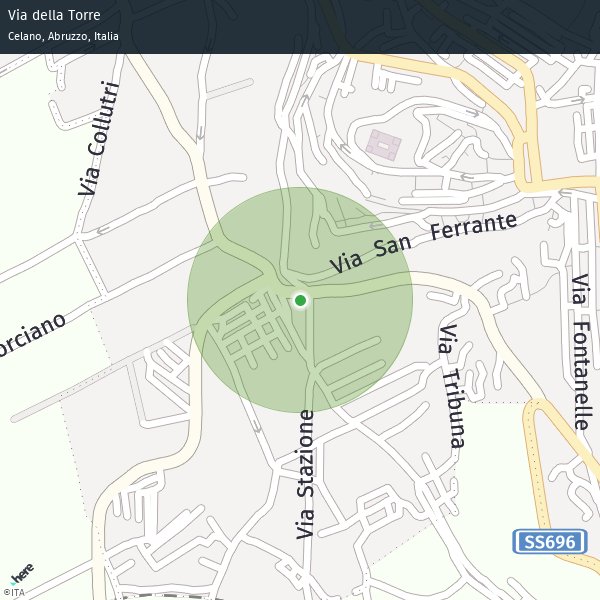 Via della Torre
Celano, Abruzzo, Italia
Via Collutri
Via San Ferrante
orciano
Via Fontanelle
Via Tribuna
Via Stazione
SS696
here
©ITA